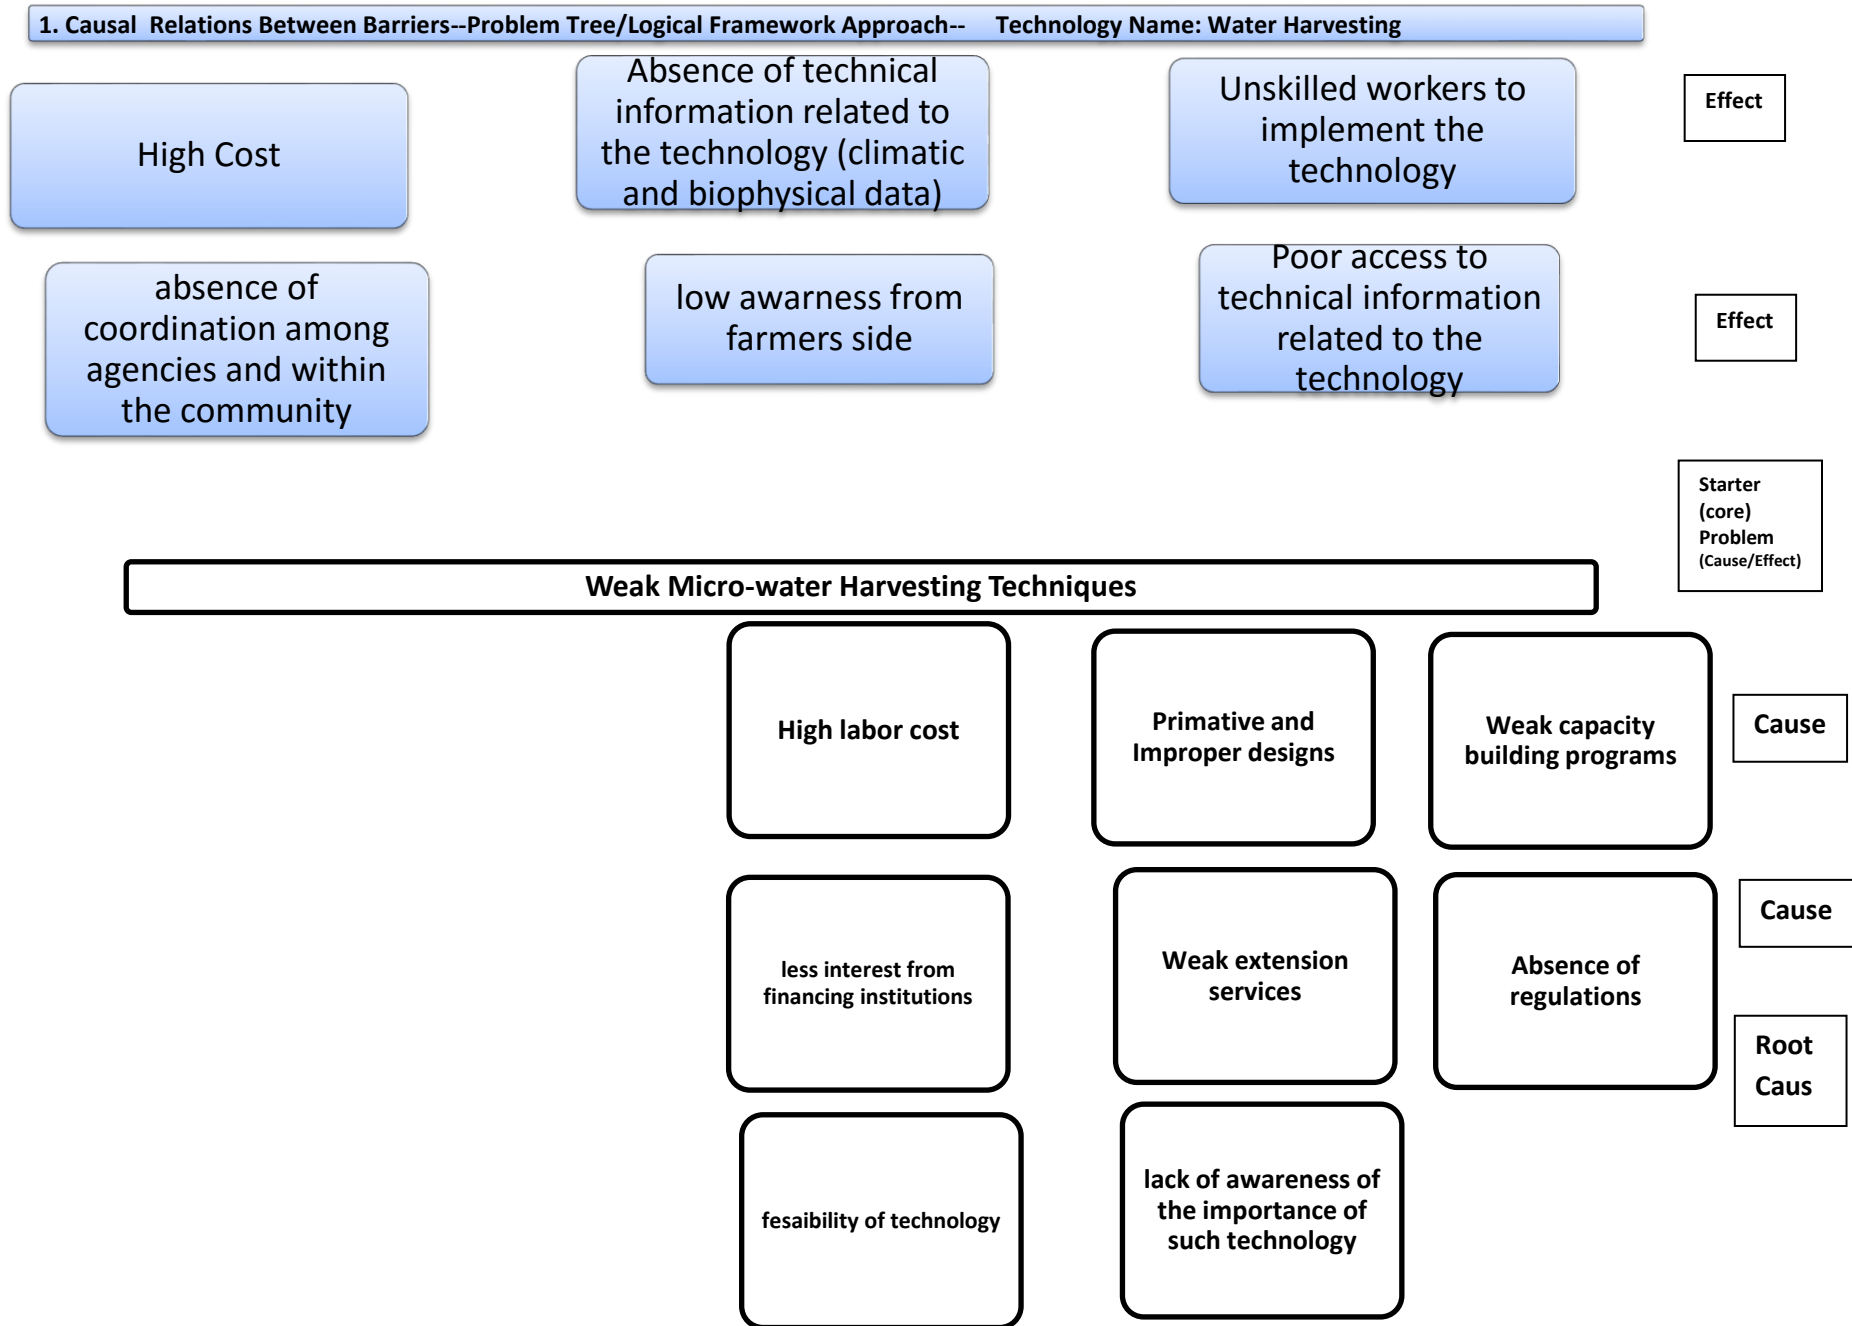 1. Causal Relations Between Barriers--Problem Tree/Logical Framework Approach-- Technology Name: Water Harvesting
High Cost
Absence of technical
information related to
the technology (climatic
and biophysical data)
Unskilled workers to
implement the
technology
Effect
absence of
coordination among
agencies and within
the community
low awarness from
farmers side
Poor access to
technical information
related to the
technology
Effect
Starter
(core)
Problem
(Cause/Effect)
Weak Micro-water Harvesting Techniques
High labor cost
Primative and
Improper designs
Weak capacity
building programs
Cause
less interest from
financing institutions
Weak extension
services
Absence of
regulations
Cause
Root
Caus
fesaibility of technology
lack of awareness of
the importance of
such technology